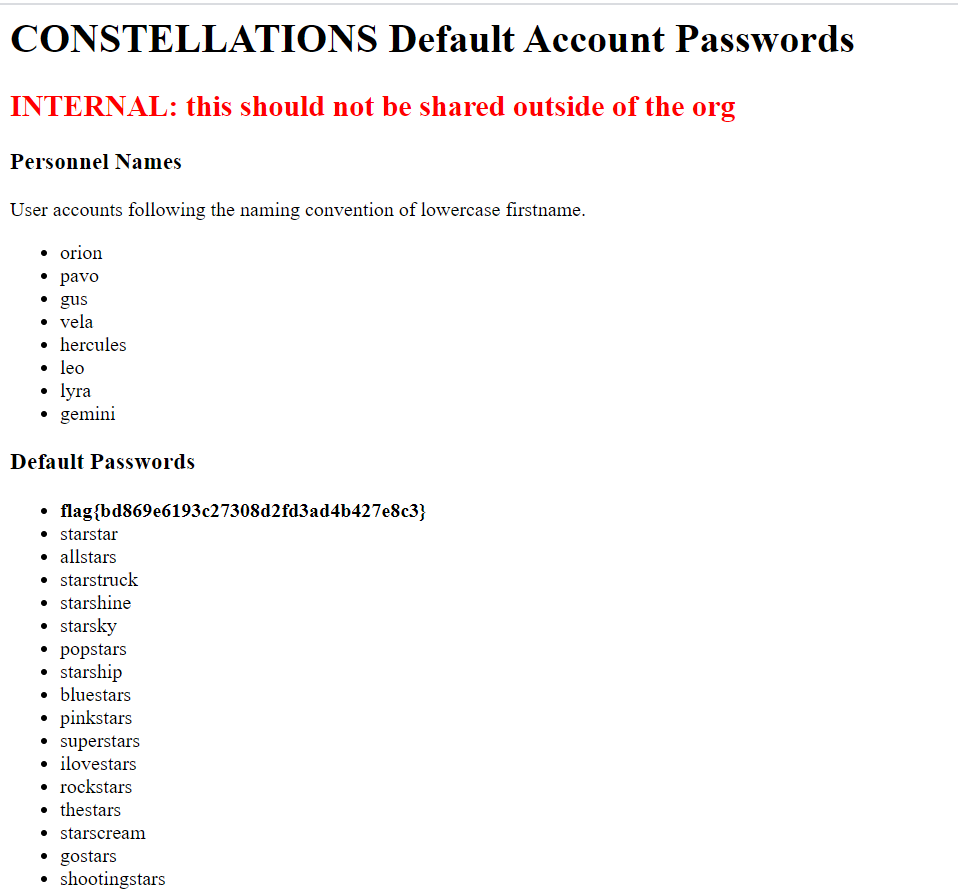 CONSTELLATIONS Default Account Passwords
INTERNAL: this should not be shared outside of the org
Personnel Names
User accounts following the naming convention of lowercase firstname.
orion
pavo
gus
vela
hercules
leo
lyra
gemini
Default Passwords
flag{bd869e6193c27308d2fd3ad4b427e8c3}
starstar
allstars
starstruck
starshine
starsky
popstars
starship
bluestars
pinkstars
superstars
ilovestars
rockstars
thestars
starscream
gostars
shootingstars